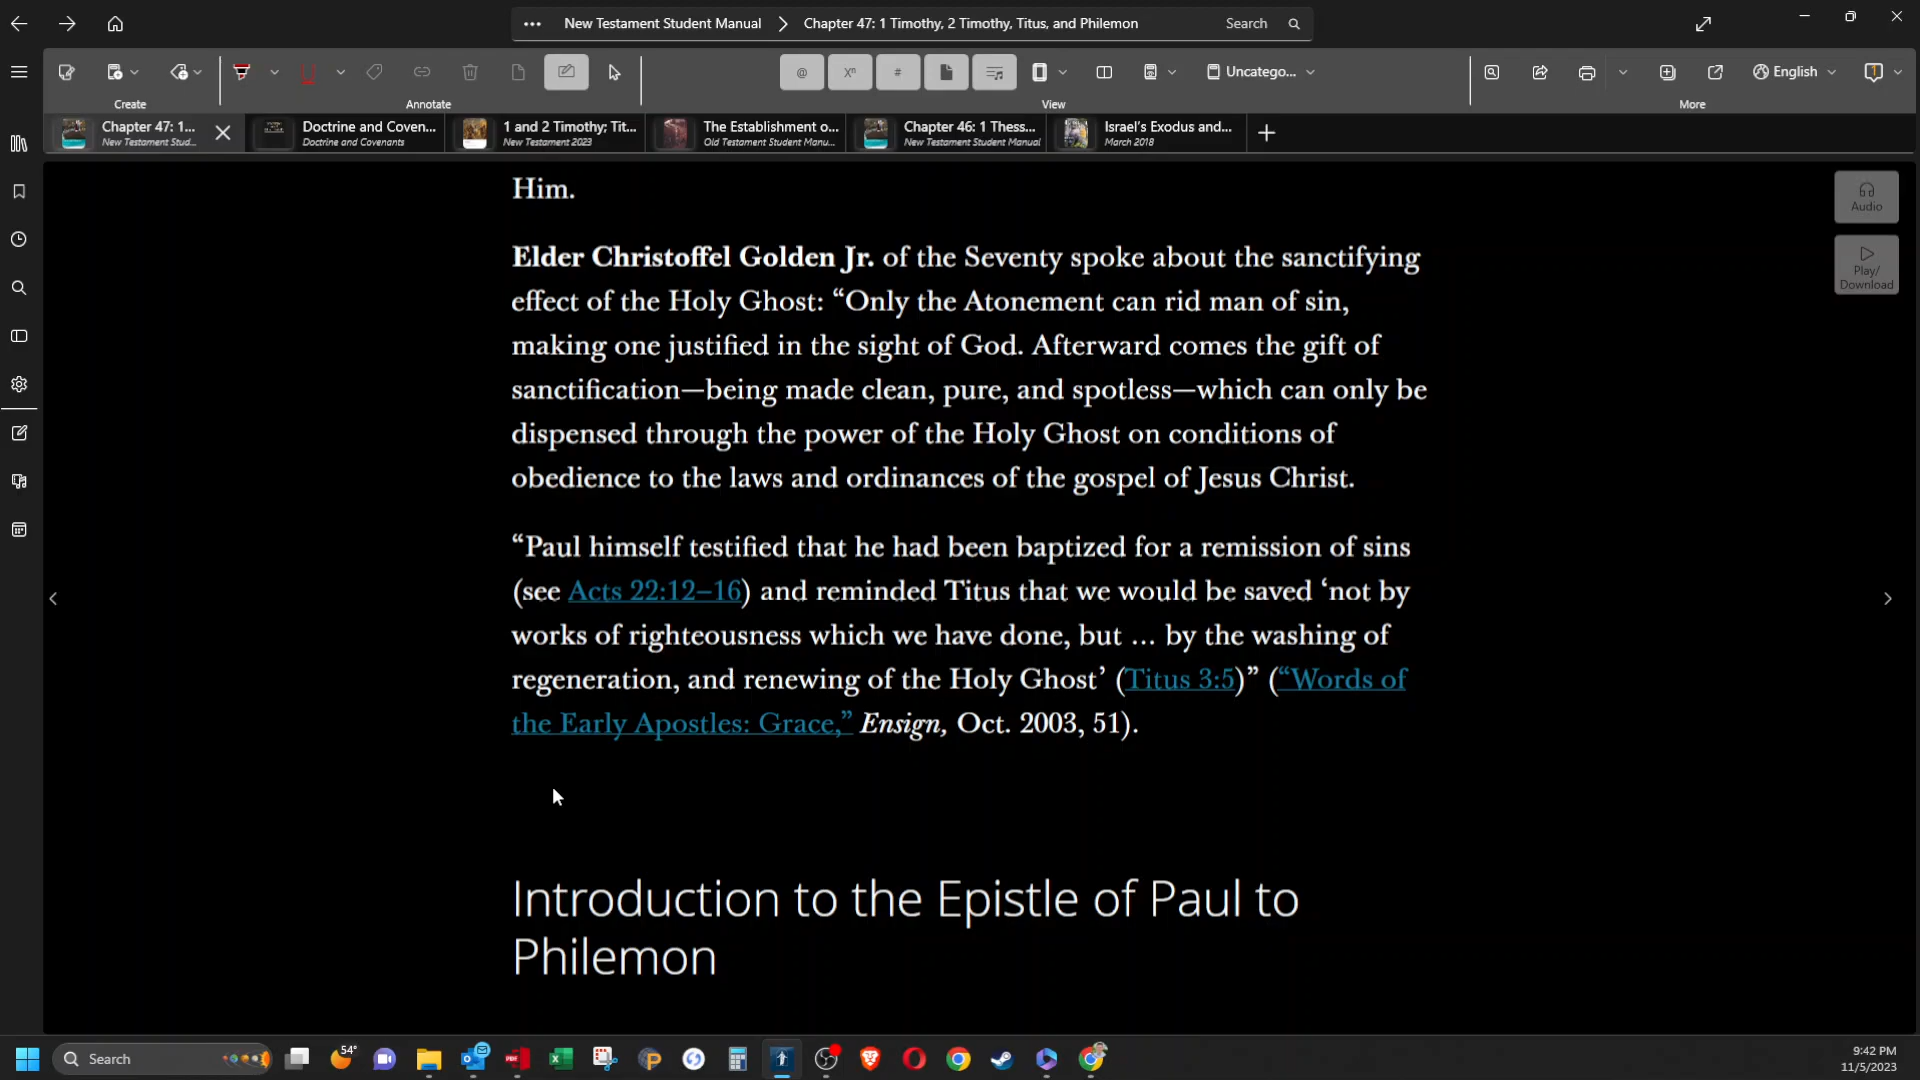 New Testament Student Manual
Chapter 47: 1 Timothy, 2 Timothy, Titus, and Philemon
Search
@
Xⁿ
#
Uncatego...
English
1
Create
Annotate
View
More
Chapter 47: 1...
New Testament Stud...
Doctrine and Coven...
Doctrine and Covenants
1 and 2 Timothy; Tit...
New Testament 2023
The Establishment o...
Old Testament Student Manu...
Chapter 46: 1 Thess...
New Testament Student Manual
Israel's Exodus and...
March 2018
Audio
Play/
Download
Him.
Elder Christoffel Golden Jr. of the Seventy spoke about the sanctifying
effect of the Holy Ghost: “Only the Atonement can rid man of sin,
making one justified in the sight of God. Afterward comes the gift of
sanctification—being made clean, pure, and spotless—which can only be
dispensed through the power of the Holy Ghost on conditions of
obedience to the laws and ordinances of the gospel of Jesus Christ.
“Paul himself testified that he had been baptized for a remission of sins
(see Acts 22:12–16) and reminded Titus that we would be saved ‘not by
works of righteousness which we have done, but … by the washing of
regeneration, and renewing of the Holy Ghost’ (Titus 3:5)” (“Words of
the Early Apostles: Grace,” Ensign, Oct. 2003, 51).
Introduction to the Epistle of Paul to
Philemon
Search
54°
PDF
9:42 PM
11/5/2023